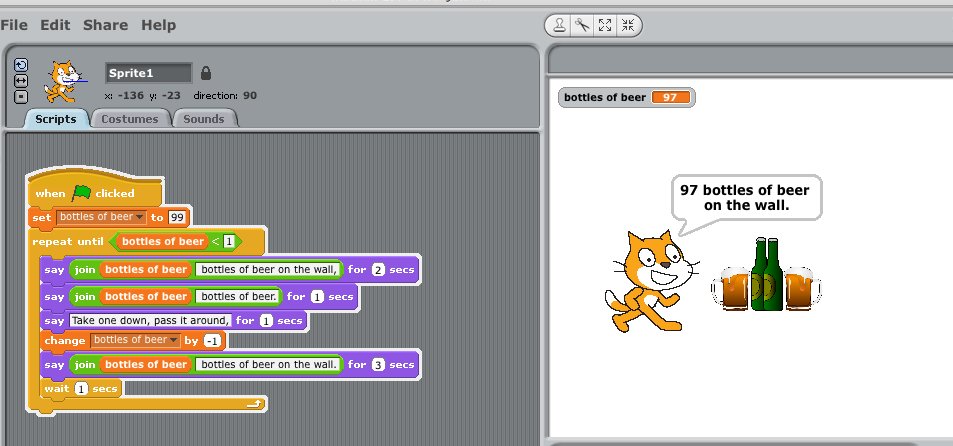 File Edit Share Help
Sprite1
x: -136 y: -23 direction: 90
Scripts Costumes Sounds
when clicked
set bottles of beer to 99
repeat until bottles of beer < 1
say join bottles of beer bottles of beer on the wall, for 2 secs
say join bottles of beer bottles of beer. for 1 secs
say Take one down, pass it around, for 1 secs
change bottles of beer by -1
say join bottles of beer bottles of beer on the wall. for 3 secs
wait 1 secs
bottles of beer 97
97 bottles of beer
on the wall.